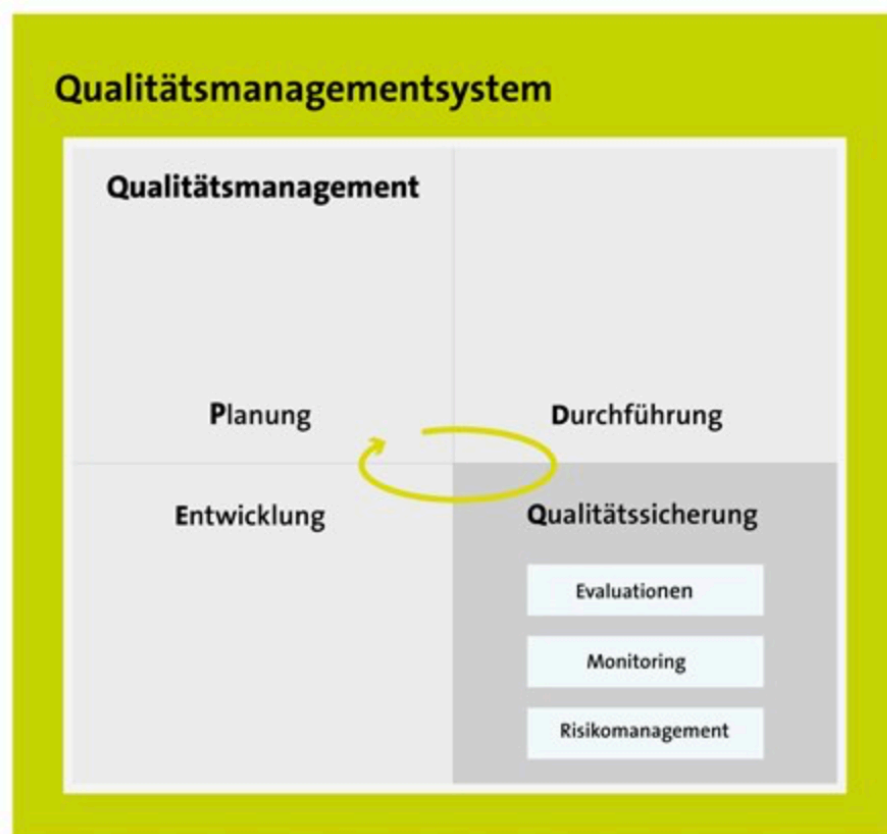 Qualitätsmanagementsystem
Qualitätsmanagement
Planung
Durchführung
Entwicklung
Qualitätssicherung
Evaluationen
Monitoring
Risikomanagement